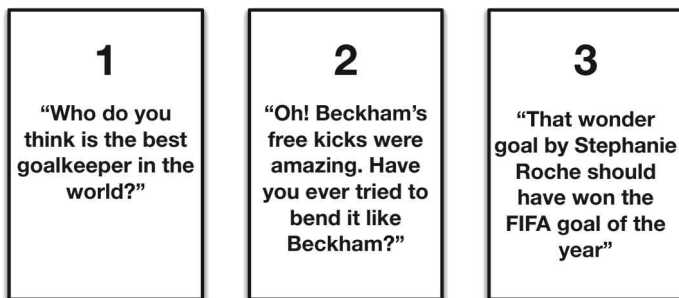 1
“Who do you
think is the best
goalkeeper in the
world?”
2
“Oh! Beckham’s
free kicks were
amazing. Have
you ever tried to
bend it like
Beckham?”
3
“That wonder
goal by Stephanie
Roche should
have won the
FIFA goal of the
year”